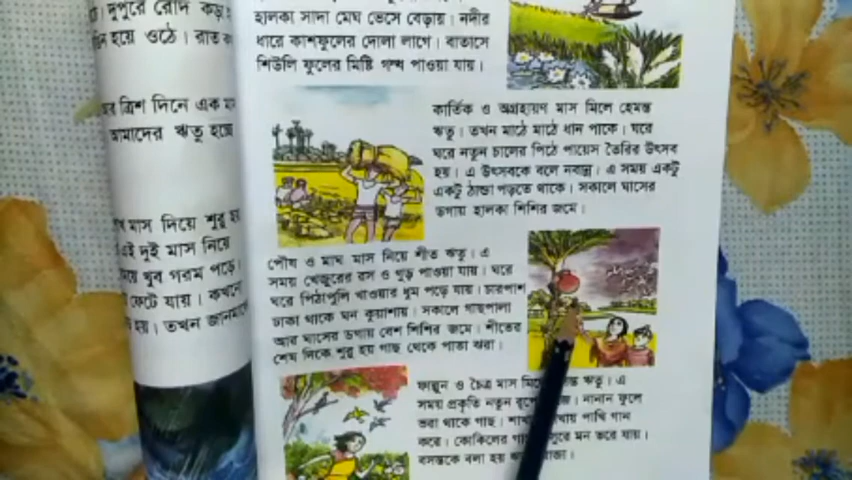 দুপুরে রোদ কড়া
হয়ে ওঠে। রাত
ত্রিশ দিনে এক
আমাদের ঋতু হচ্ছে
মাস দিয়ে শুরু
এই দুই মাস নিয়ে
খুব গরম পড়ে।
ফেটে যায়। কখনো
হয়। তখন
হালকা সাদা মেঘ ভেসে বেড়ায়। নদীর
ধারে কাশফুলের দোলা লাগে। বাতাসে
শিউলি ফুলের মিষ্টি গন্ধ পাওয়া যায়।
কার্তিক ও অগ্রহায়ণ মাস মিলে হেমন্ত
ঋতু। তখন মাঠে মাঠে ধান পাকে। ঘরে
ঘরে নতুন চালের পিঠে পায়েস তৈরির উৎসব
হয়। এ উৎসবকে বলে নবান্ন। এ সময় একটু
একটু ঠান্ডা পড়তে থাকে। সকালে ঘাসের
ডগায় হালকা শিশির জমে।
পৌষ ও মাঘ মাস নিয়ে শীত ঋতু। এ
সময় খেজুরের রস ও গুড় পাওয়া যায়। ঘরে
ঘরে পিঠাপুলি খাওয়ার ধুম পড়ে যায়। চারপাশ
ঢাকা থাকে ঘন কুয়াশায়। সকালে গাছপালা
আর ঘাসের ডগায় বেশ শিশির জমে। শীতের
শেষ দিকে শুরু হয় গাছ থেকে পাতা ঝরা।
ফাল্গুন ও চৈত্র মাস ঋতু। এ
সময় প্রকৃতি নতুন নানান ফুলে
ভরা থাকে গাছ। পাখি গান
করে। কোকিলের মন ভরে যায়।
বসন্তকে বলা হয়